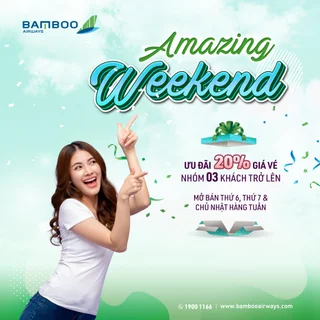 BAMBOO
AIRWAYS
Amazing
Weekend
ƯU ĐÃI 20% GIÁ VÉ
NHÓM 03 KHÁCH TRỞ LÊN
MỞ BÁN THỨ 6, THỨ 7 &
CHỦ NHẬT HÀNG TUẦN
1900 1166 | www.bambooairways.com